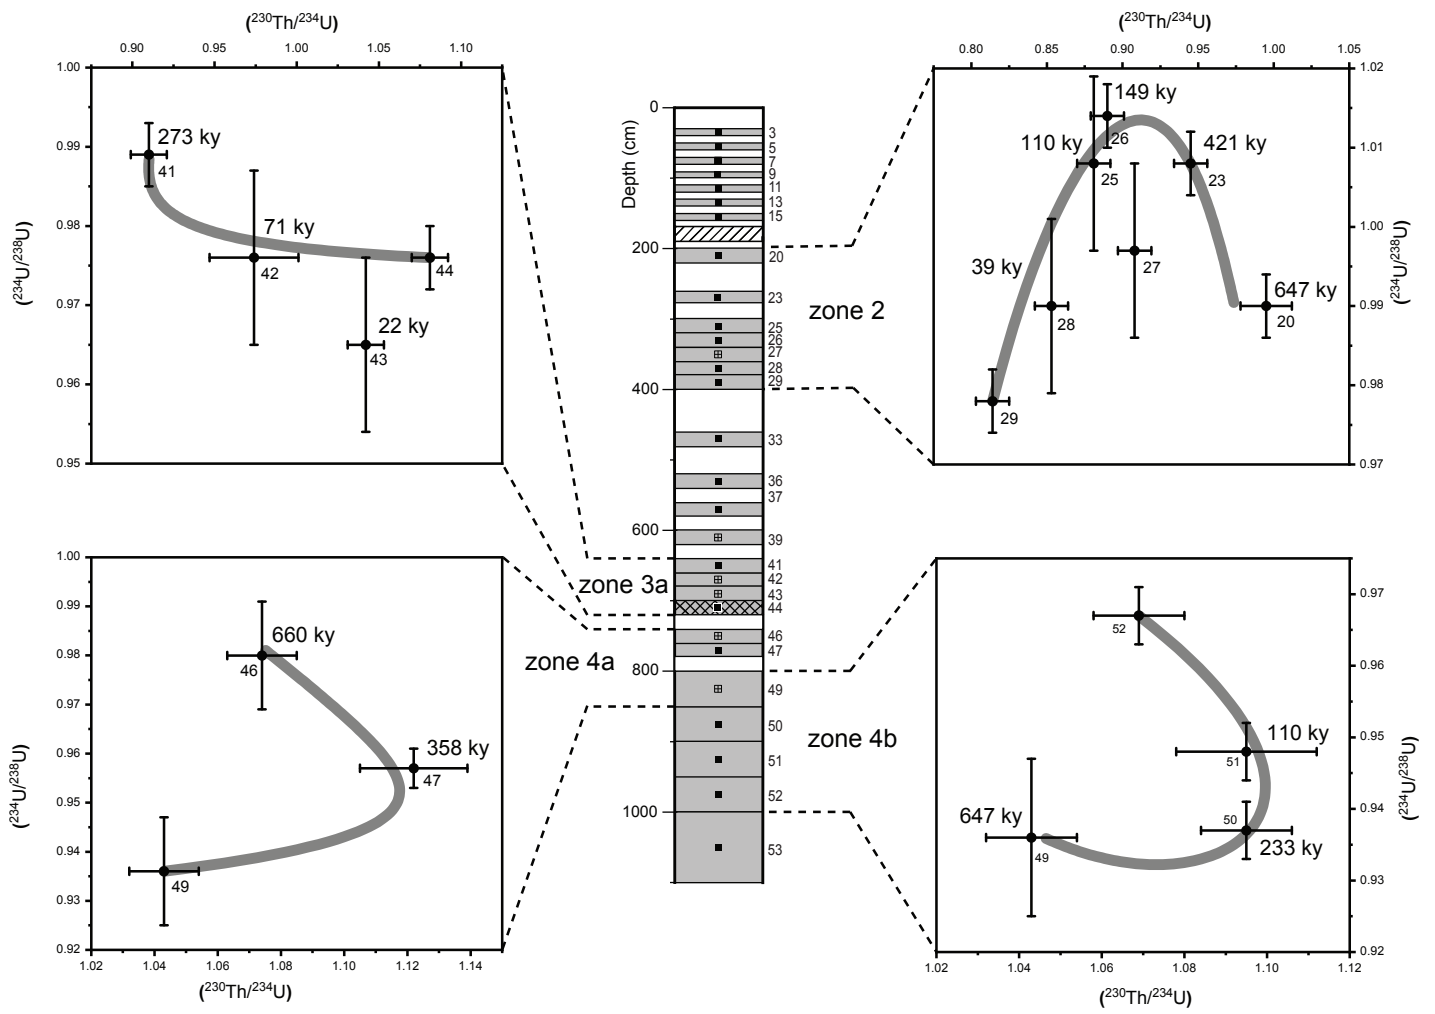 (230Th/234U)
0.90 0.95 1.00 1.05 1.10
1.00
0.99
0.98
0.97
0.96
0.95
(234U/238U)
273 ky
41
71 ky
42
44
22 ky
43
(230Th/234U)
0.80 0.85 0.90 0.95 1.00 1.05
1.02
1.01
1.00
0.99
0.98
0.97
(234U/238U)
149 ky
26
110 ky
25
421 ky
23
39 ky
27
28
647 ky
20
29
Depth (cm)
0
200
400
600
800
1000
3
5
7
9
11
13
15
20
23
25
26
27
28
29
33
36
37
39
41
42
43
44
46
47
49
50
51
52
53
zone 2
zone 3a
zone 4a
zone 4b
1.00
0.99
0.98
0.97
0.96
0.95
0.94
0.93
0.92
(234U/238U)
660 ky
46
358 ky
47
49
1.02 1.04 1.06 1.08 1.10 1.12 1.14
(230Th/234U)
0.97
0.96
0.95
0.94
0.93
0.92
(234U/238U)
52
110 ky
51
647 ky
49
50
233 ky
1.02 1.04 1.06 1.08 1.10 1.12
(230Th/234U)